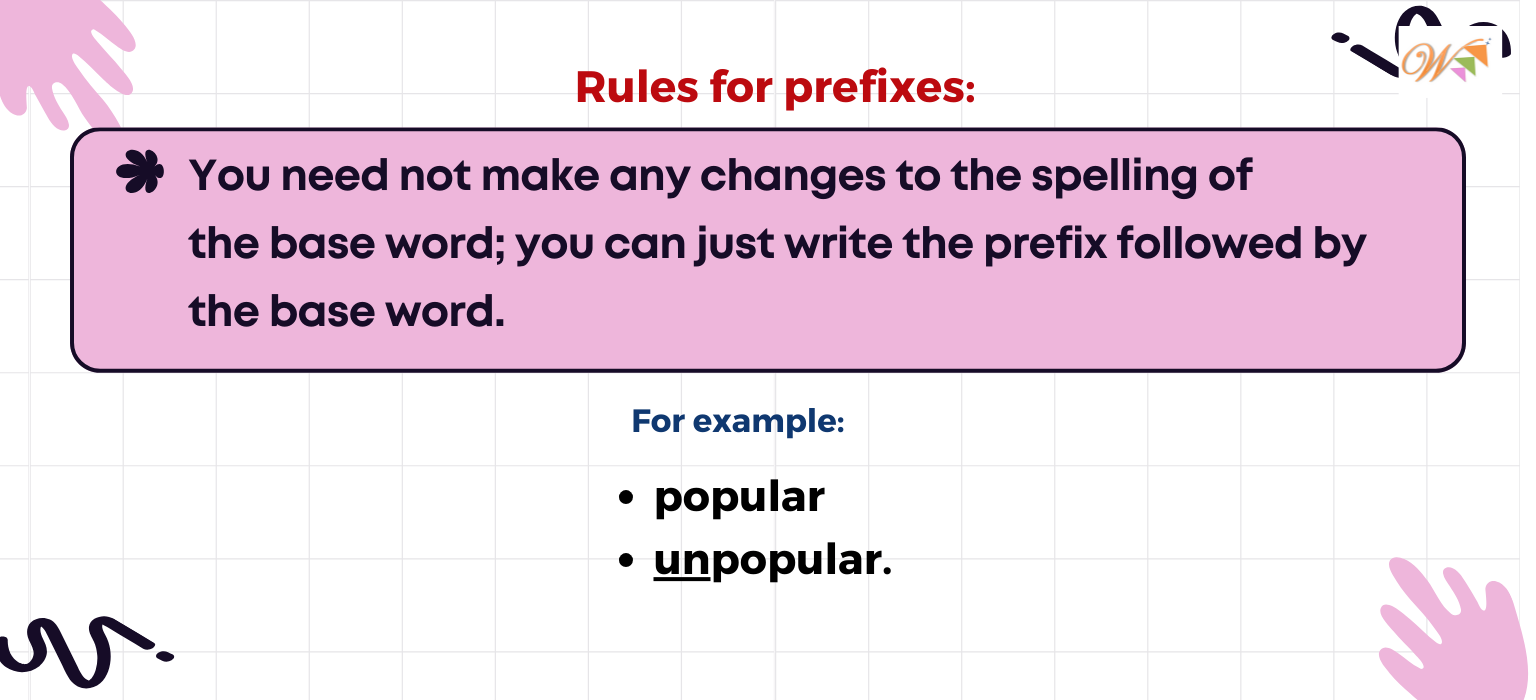 W
Rules for prefixes:
You need not make any changes to the spelling of
the base word; you can just write the prefix followed by
the base word.
For example:
• popular
• unpopular.